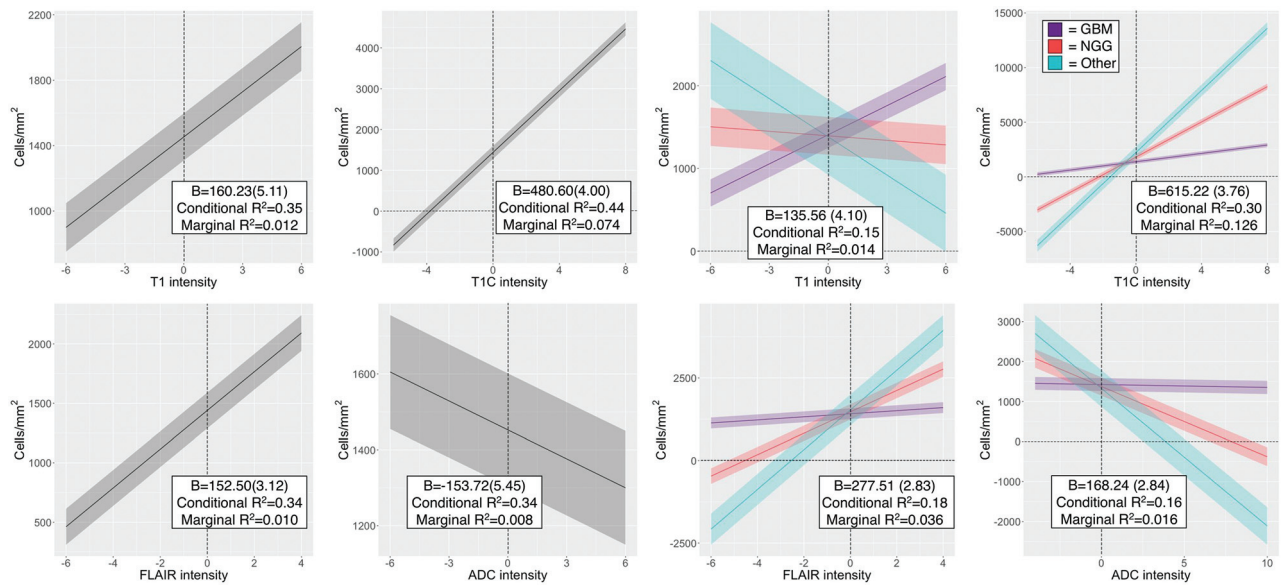 2200
1800
1400
1000
Cells/mm²
B=160.23(5.11)
Conditional R²=0.35
Marginal R²=0.012
-6 -3 0 3 6
T1 intensity
4000
3000
2000
1000
0
-1000
Cells/mm²
B=480.60(4.00)
Conditional R²=0.44
Marginal R²=0.074
-4 0 4 8
T1C intensity
2000
1000
0
Cells/mm²
B=135.56 (4.10)
Conditional R²=0.15
Marginal R²=0.014
-6 -3 0 3 6
T1 intensity
15000
10000
5000
0
-5000
Cells/mm²
= GBM
= NGG
= Other
B=615.22 (3.76)
Conditional R²=0.30
Marginal R²=0.126
-4 0 4 8
T1C intensity
2000
1500
1000
500
Cells/mm²
B=152.50(3.12)
Conditional R²=0.34
Marginal R²=0.010
-6 -4 -2 0 2 4
FLAIR intensity
1600
1400
1200
Cells/mm²
B=-153.72(5.45)
Conditional R²=0.34
Marginal R²=0.008
-6 -3 0 3 6
ADC intensity
2500
0
-2500
Cells/mm²
B=277.51 (2.83)
Conditional R²=0.18
Marginal R²=0.036
-6 -4 -2 0 2 4
FLAIR intensity
3000
2000
1000
0
-1000
-2000
Cells/mm²
B=168.24 (2.84)
Conditional R²=0.16
Marginal R²=0.016
0 5 10
ADC intensity